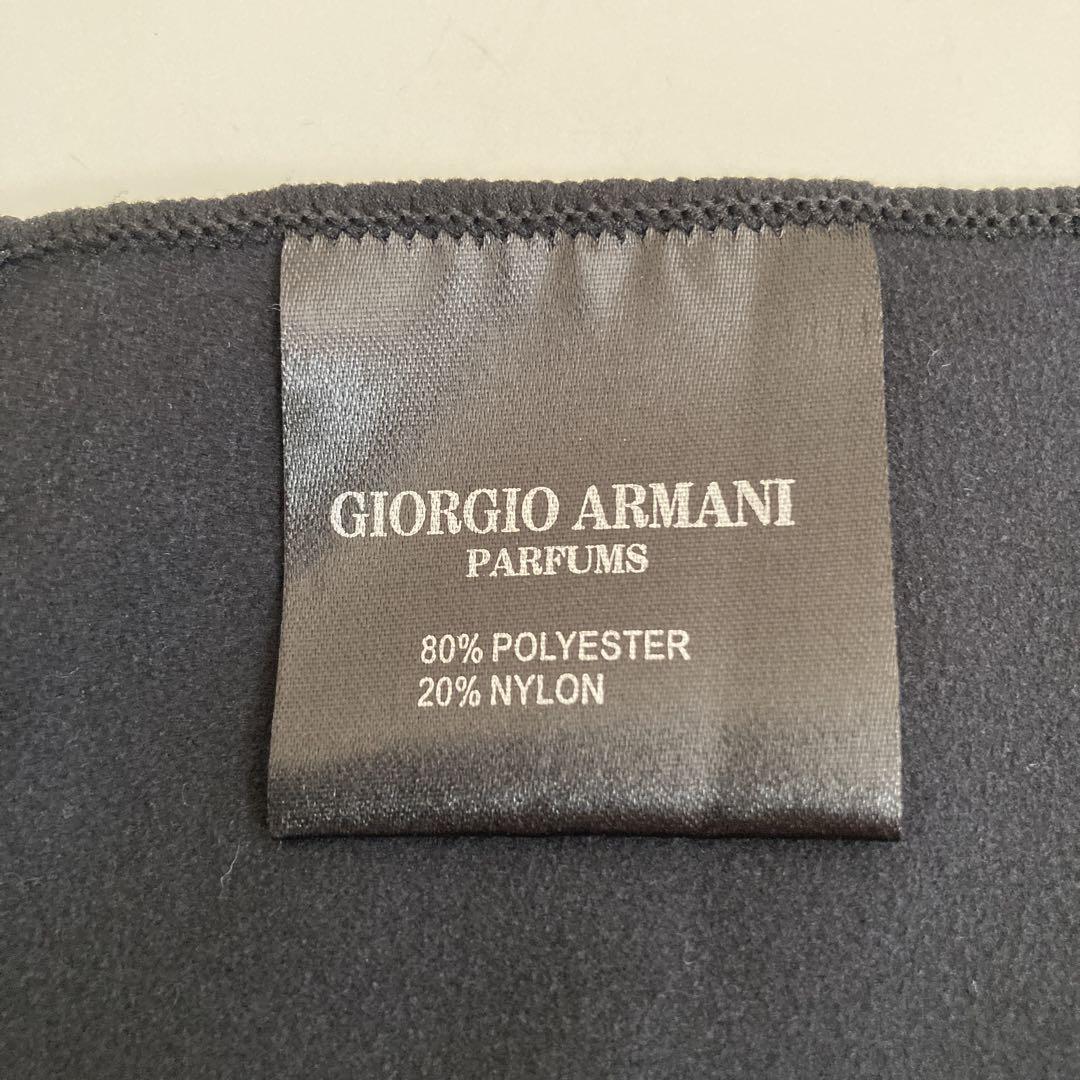 GIORGIO ARMANI
PARFUMS
80% POLYESTER
20% NYLON